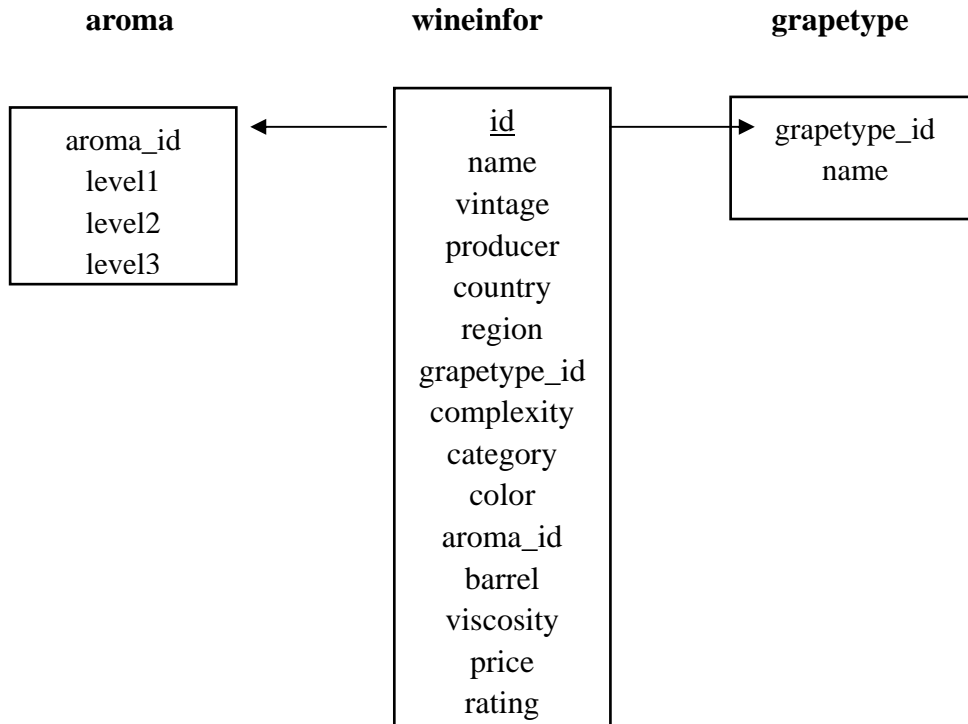 aroma wineinfor grapetype
aroma_id
level1
level2
level3
id
name
vintage
producer
country
region
grapetype_id
complexity
category
color
aroma_id
barrel
viscosity
price
rating
grapetype_id
name